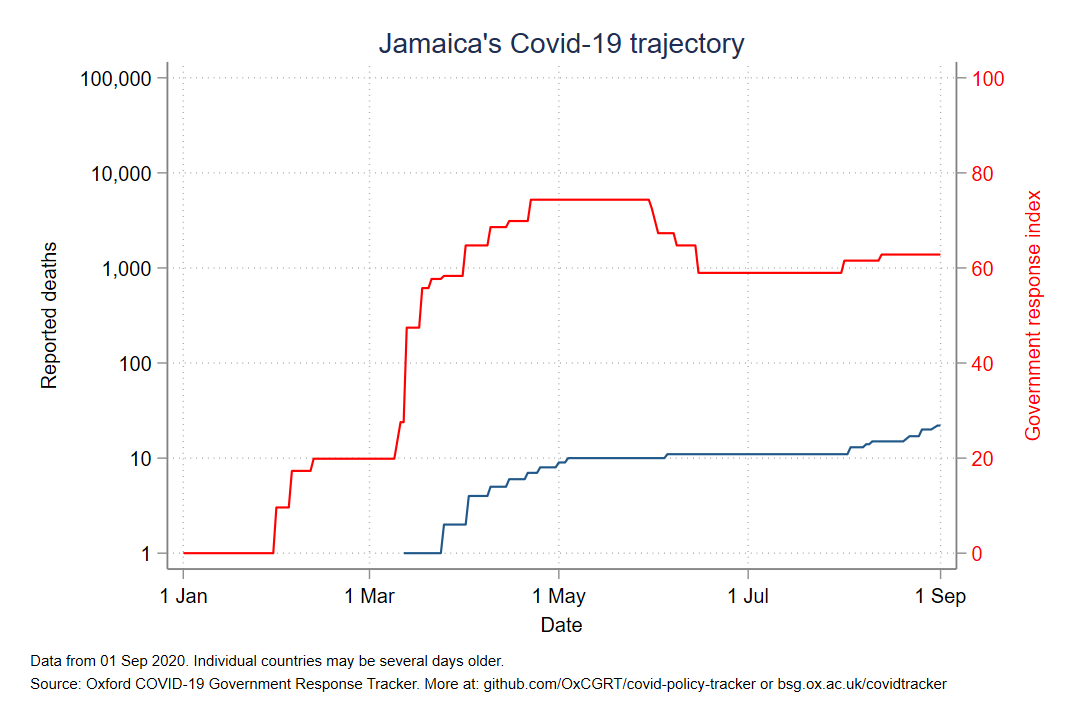 Jamaica's Covid-19 trajectory
100,000
10,000
1,000
100
10
1
Reported deaths
100
80
60
40
20
0
Government response index
1 Jan
1 Mar
1 May
1 Jul
1 Sep
Date
Data from 01 Sep 2020. Individual countries may be several days older.
Source: Oxford COVID-19 Government Response Tracker. More at: github.com/OxCGRT/covid-policy-tracker or bsg.ox.ac.uk/covidtracker